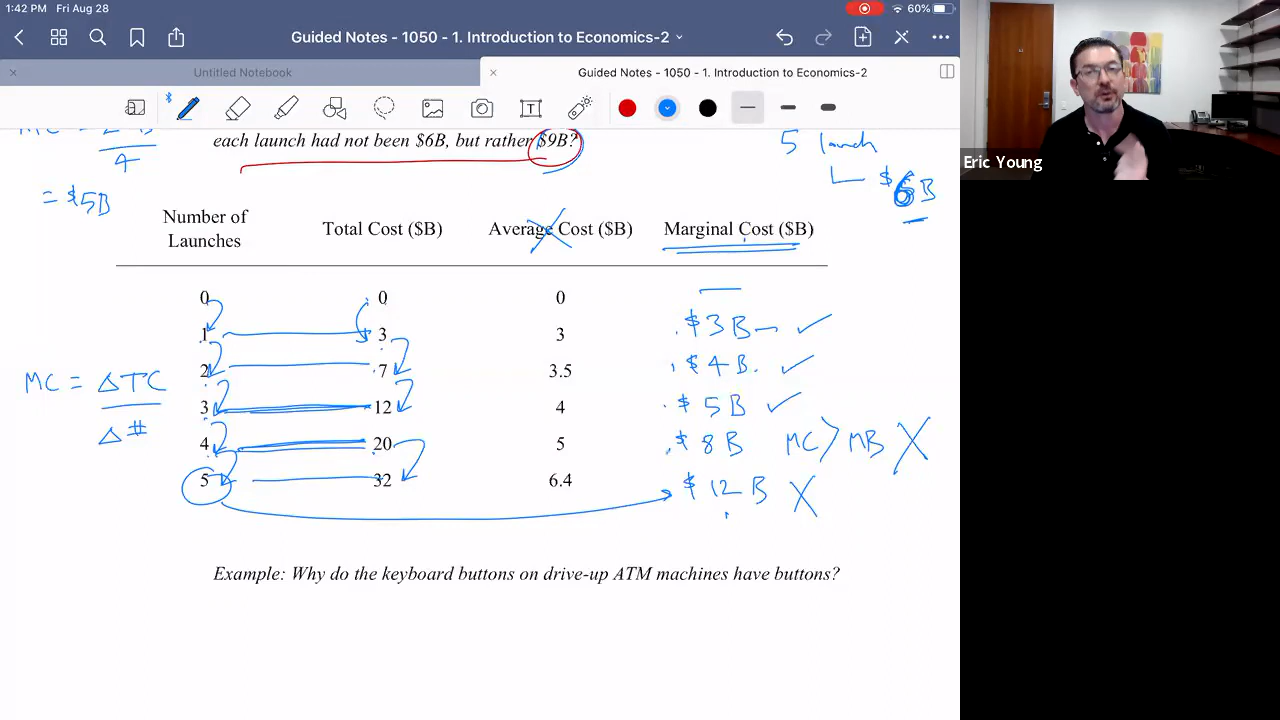 1:42 PM Fri Aug 28
60%
Guided Notes - 1050 - 1. Introduction to Economics-2
Untitled Notebook
Guided Notes - 1050 - 1. Introduction to Economics-2
T
4
each launch had not been $6B, but rather $9B?
5 launch
$6B
= $5B
Eric Young
Number of Launches Total Cost ($B) Average Cost ($B) Marginal Cost ($B)
0 0 0 —
1 3 3 $3B
2 7 3.5 $4B.
3 12 4 $5B
4 20 5 $8B MC > MB X
5 32 6.4 $12B X
MC = ΔTC
Δ#
Example: Why do the keyboard buttons on drive-up ATM machines have buttons?